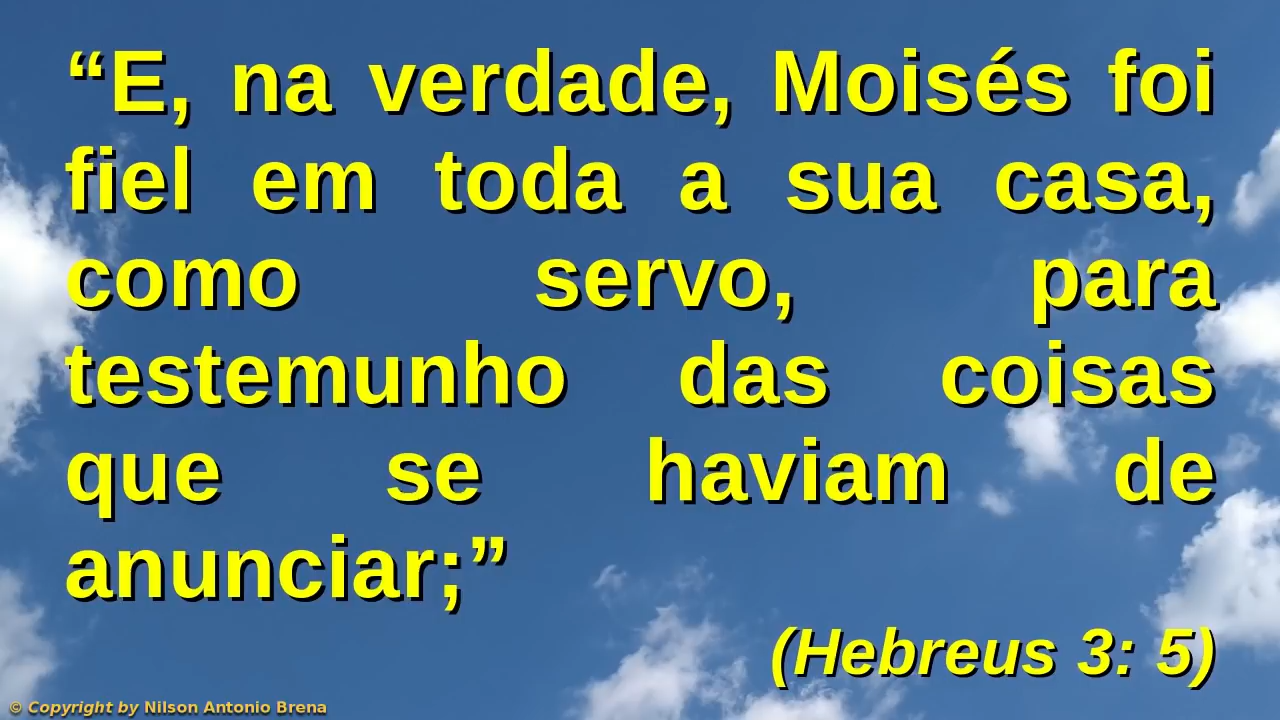 “E, na verdade, Moisés foi
fiel em toda a sua casa,
como servo, para
testemunho das coisas
que se haviam de
anunciar;”
(Hebreus 3: 5)
© Copyright by Nilson Antonio Brena